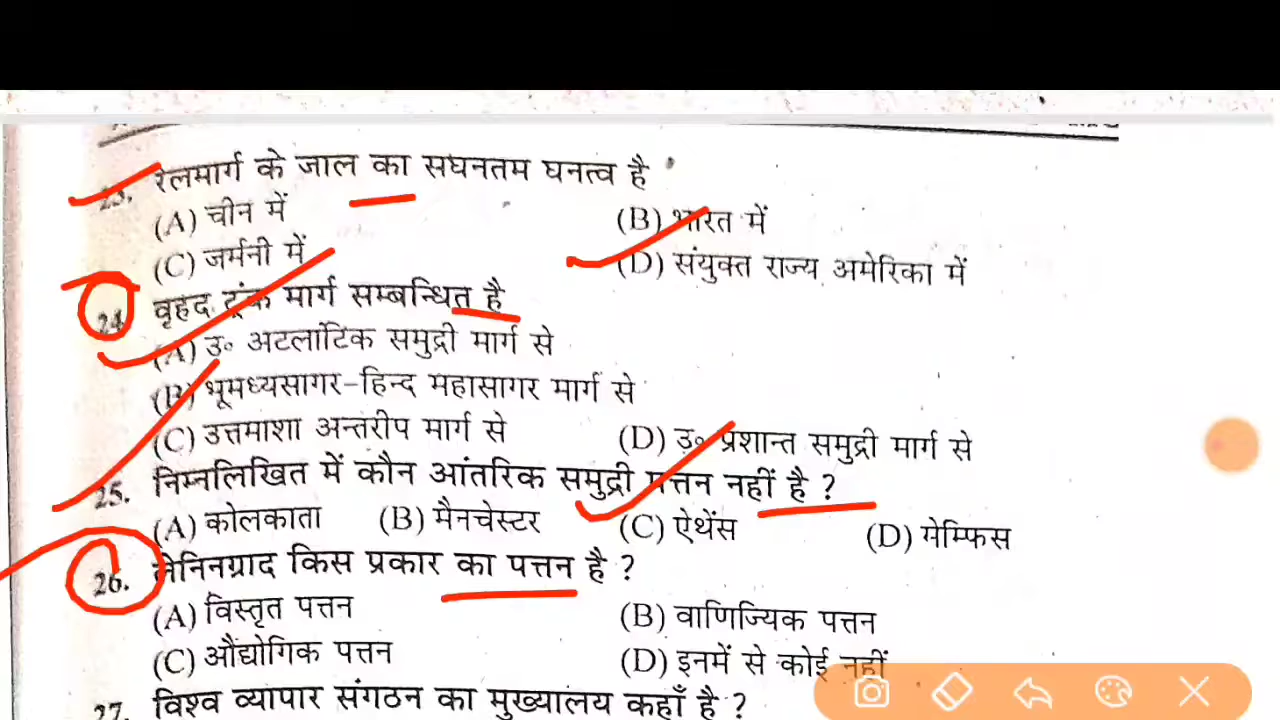 23. रेलमार्ग के जाल का सघनतम घनत्व है
(A) चीन में (B) भारत में
(C) जर्मनी में (D) संयुक्त राज्य अमेरिका में
24. वृहद ट्रंक मार्ग सम्बन्धित है
(A) उ० अटलांटिक समुद्री मार्ग से
(B) भूमध्यसागर-हिन्द महासागर मार्ग से
(C) उत्तमाशा अन्तरीप मार्ग से (D) उ० प्रशान्त समुद्री मार्ग से
25. निम्नलिखित में कौन आंतरिक समुद्री पत्तन नहीं है ?
(A) कोलकाता (B) मैनचेस्टर (C) ऐथेंस (D) मेम्फिस
26. लेनिनग्राद किस प्रकार का पत्तन है ?
(A) विस्तृत पत्तन (B) वाणिज्यिक पत्तन
(C) औद्योगिक पत्तन (D) इनमें से कोई नहीं
27. विश्व व्यापार संगठन का मुख्यालय कहाँ है ?